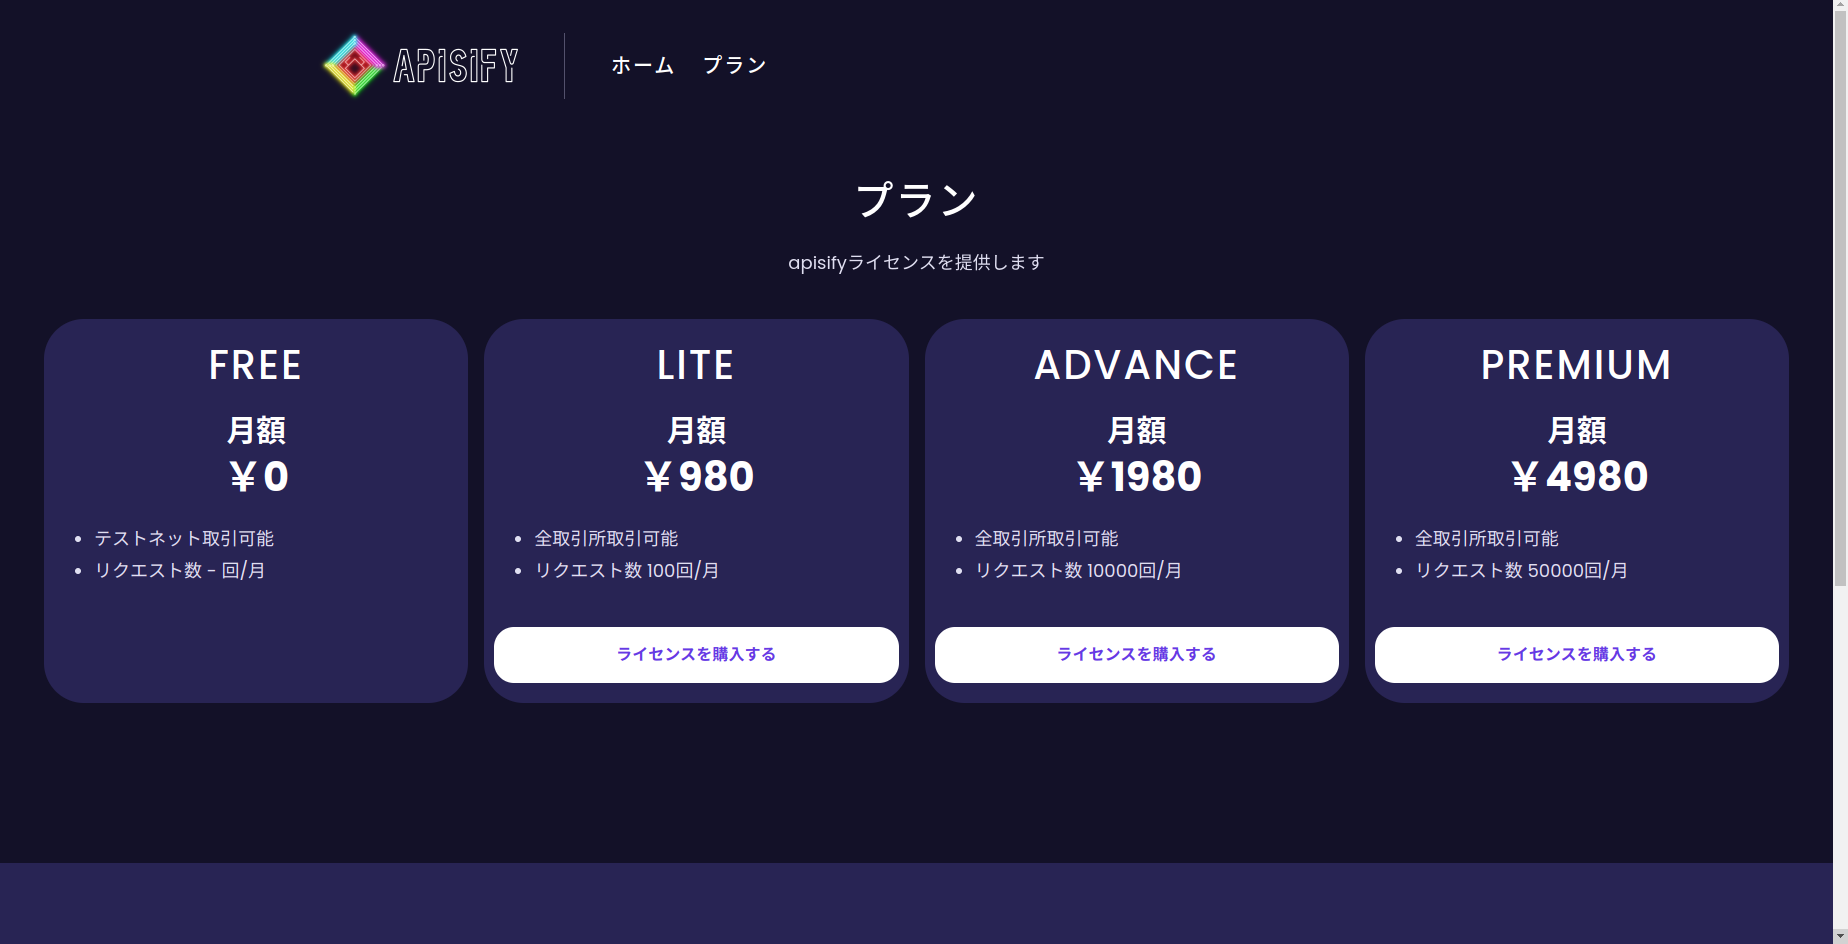 APiSiFY
ホーム プラン
プラン
apisifyライセンスを提供します
FREE
月額
￥0
• テストネット取引可能
• リクエスト数 - 回/月
LITE
月額
￥980
• 全取引所取引可能
• リクエスト数 100回/月
ライセンスを購入する
ADVANCE
月額
￥1980
• 全取引所取引可能
• リクエスト数 10000回/月
ライセンスを購入する
PREMIUM
月額
￥4980
• 全取引所取引可能
• リクエスト数 50000回/月
ライセンスを購入する